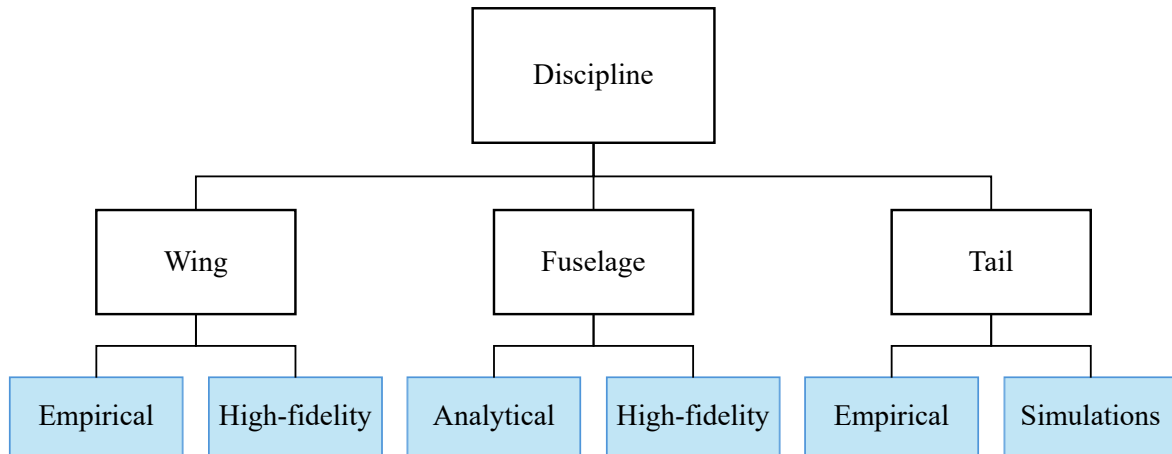 Discipline
Wing
Fuselage
Tail
Empirical
High-fidelity
Analytical
High-fidelity
Empirical
Simulations